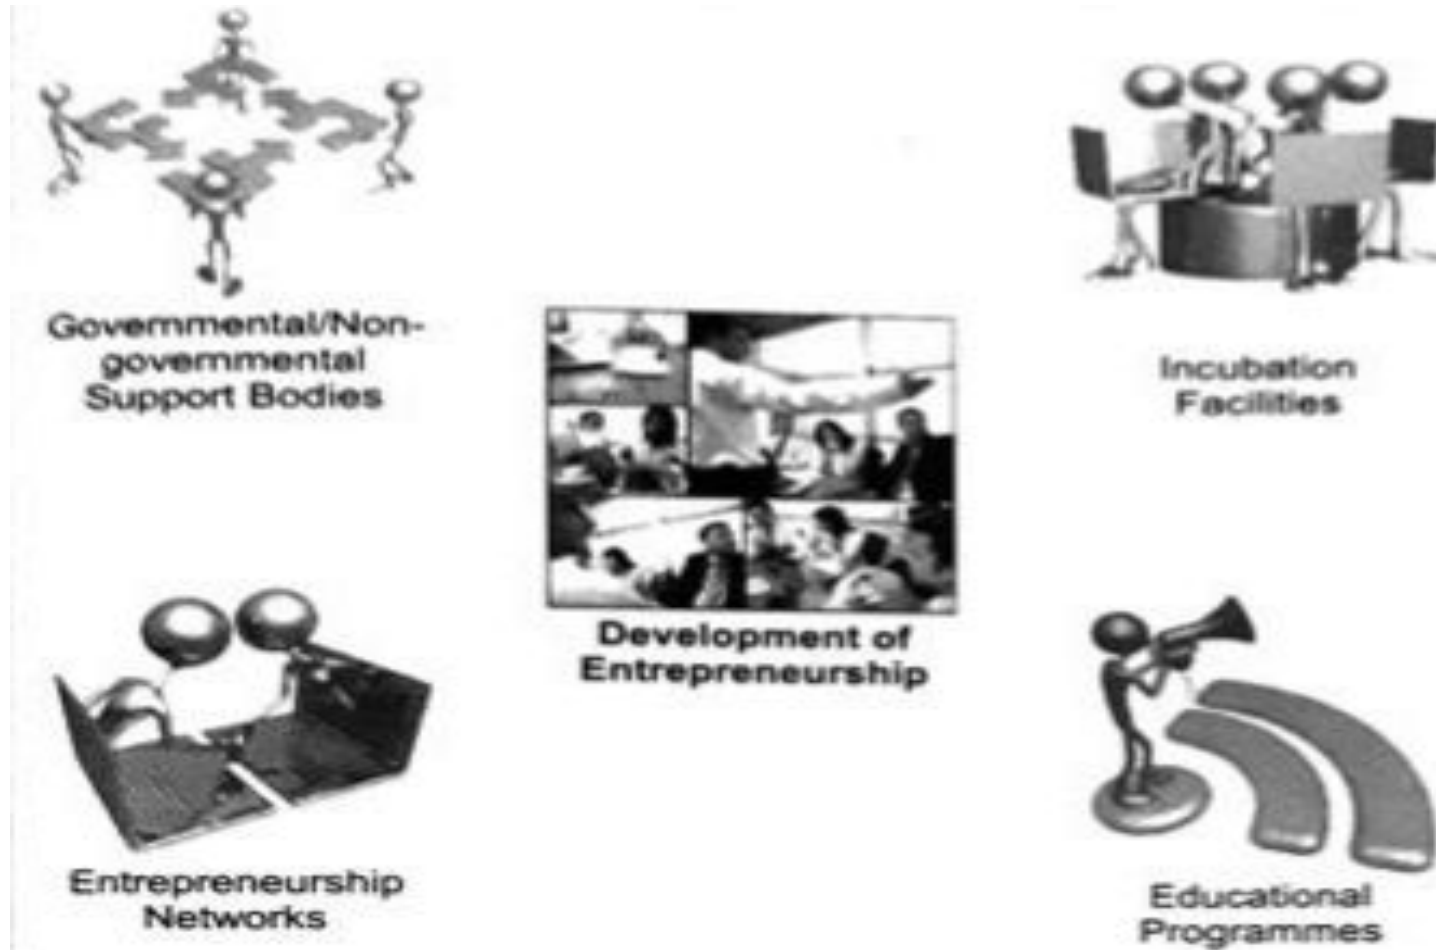 Governmental/Non-
governmental
Support Bodies
Incubation
Facilities
Development of
Entrepreneurship
Entrepreneurship
Networks
Educational
Programmes